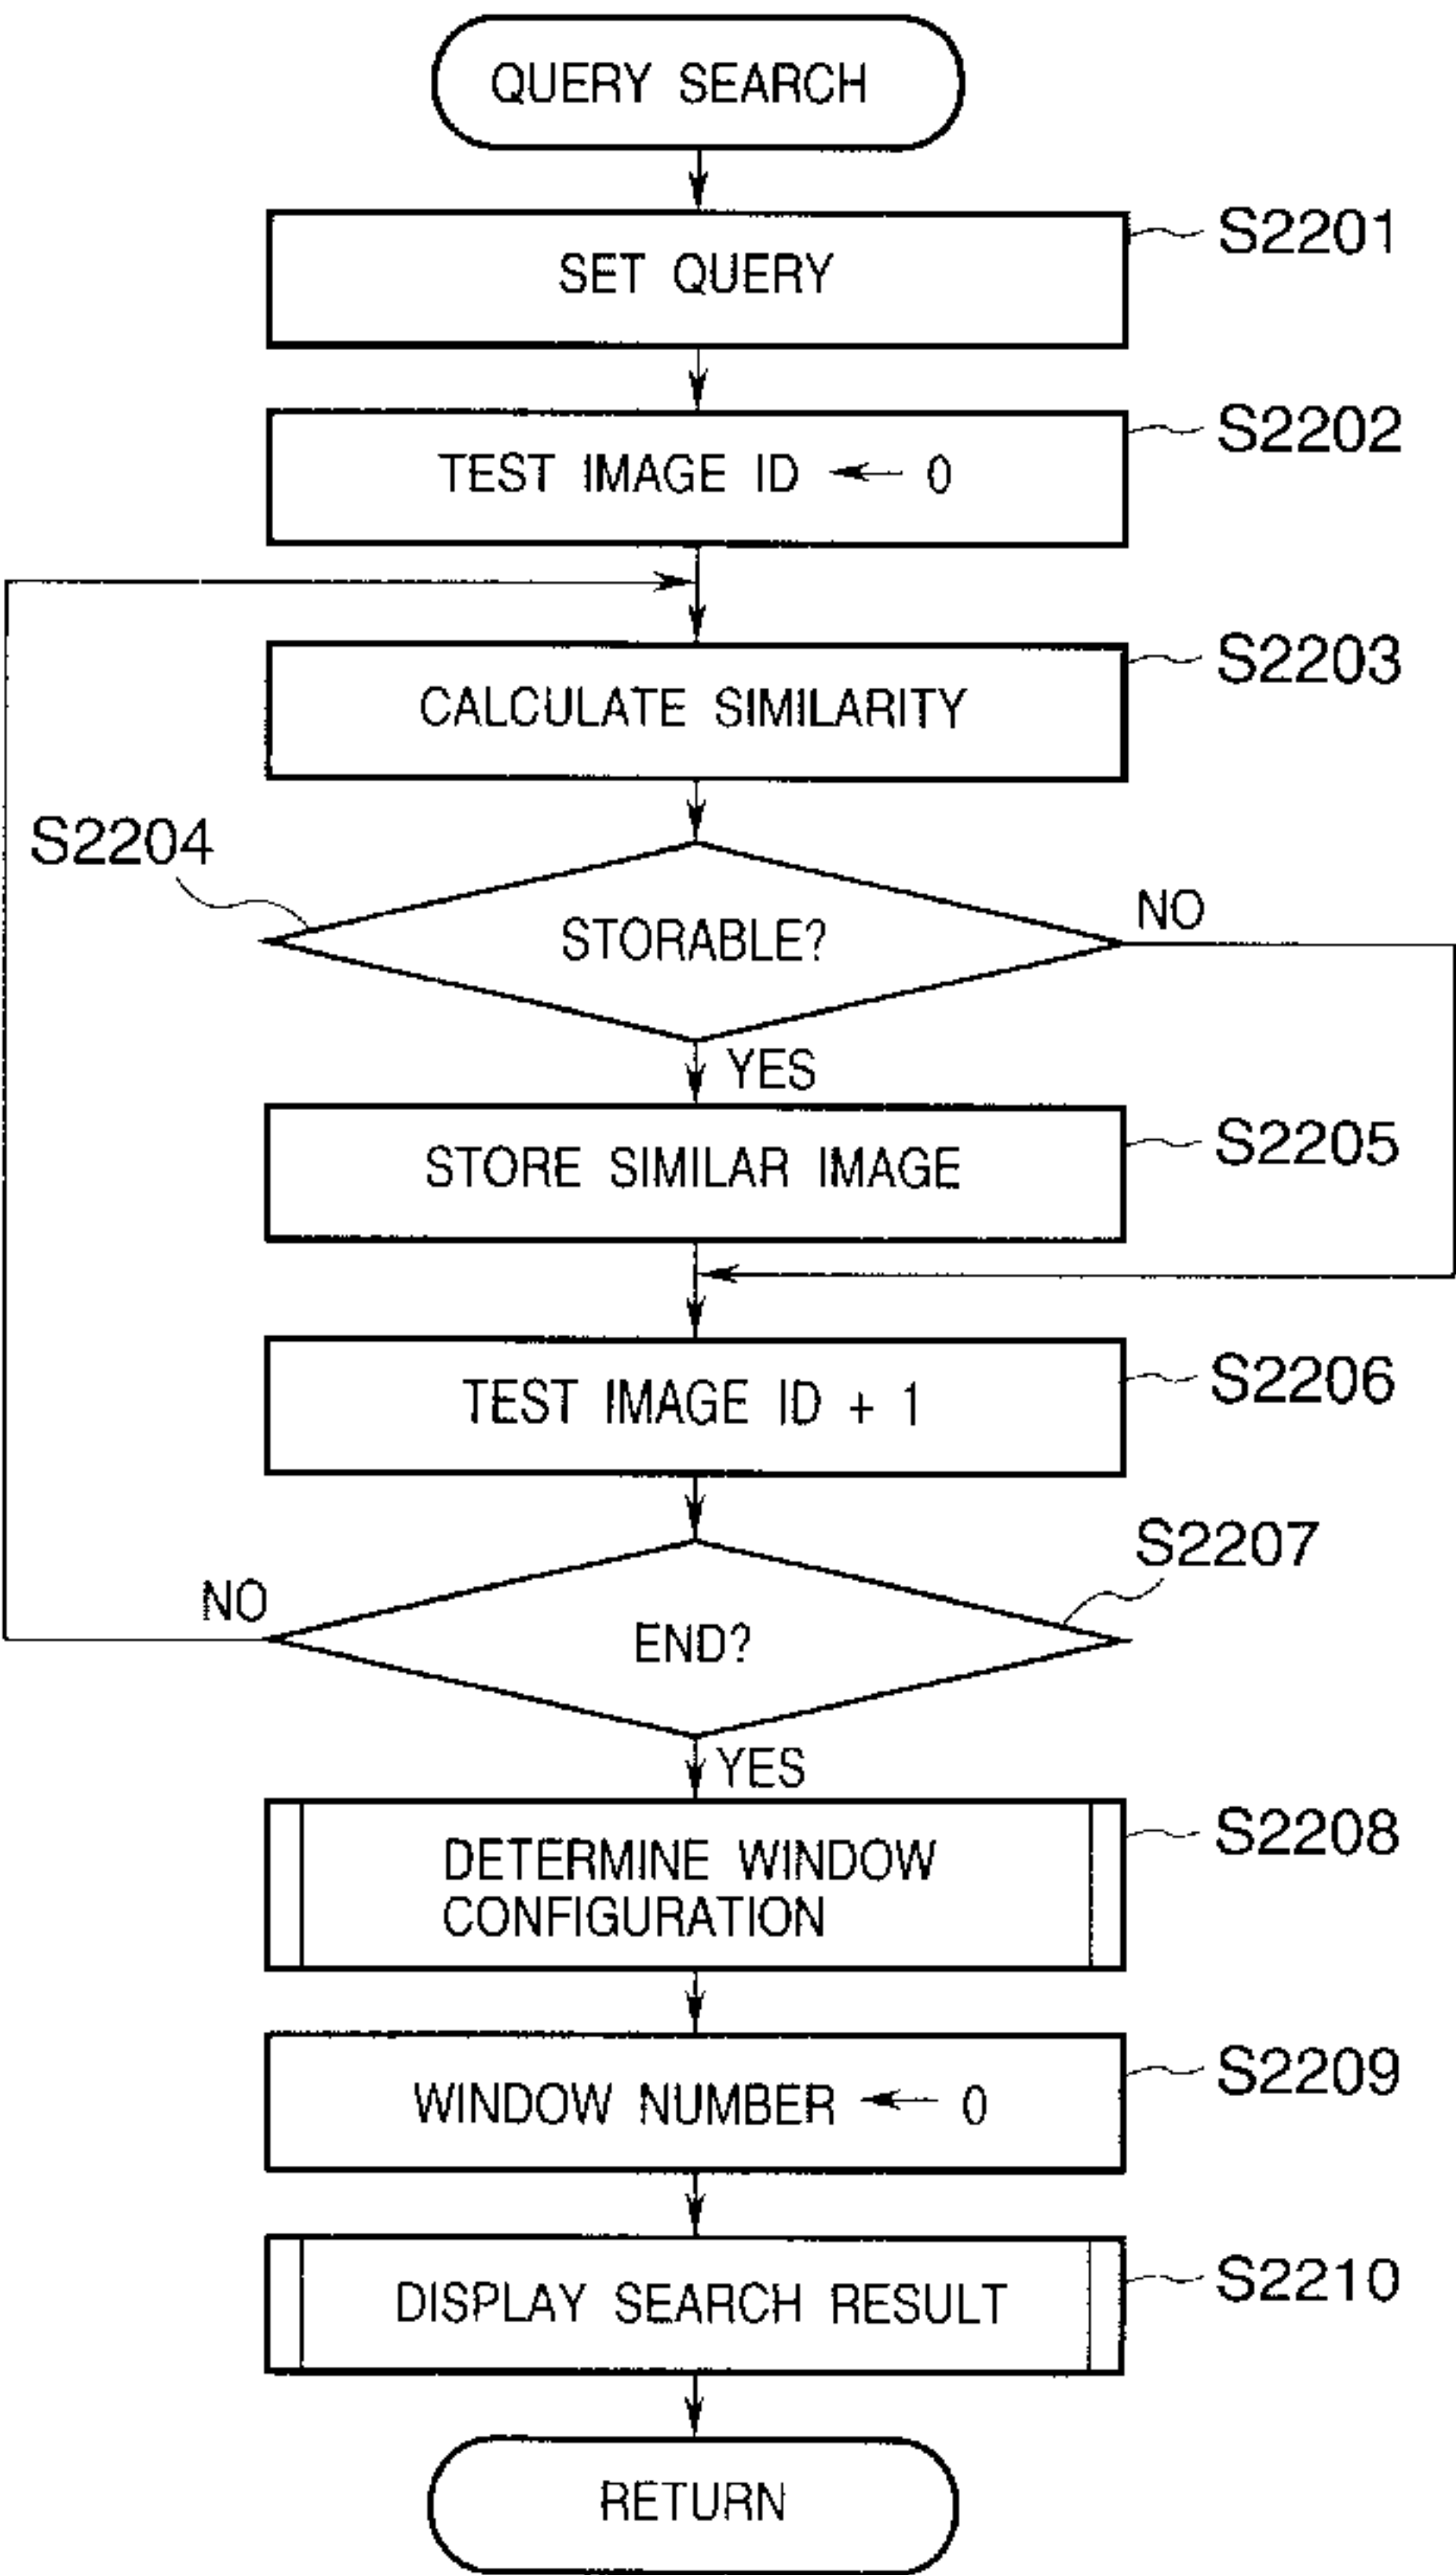 QUERY SEARCH
SET QUERY
S2201
TEST IMAGE ID ← 0
S2202
CALCULATE SIMILARITY
S2203
S2204
STORABLE?
NO
YES
STORE SIMILAR IMAGE
S2205
TEST IMAGE ID + 1
S2206
S2207
NO
END?
YES
DETERMINE WINDOW
CONFIGURATION
S2208
WINDOW NUMBER ← 0
S2209
DISPLAY SEARCH RESULT
S2210
RETURN